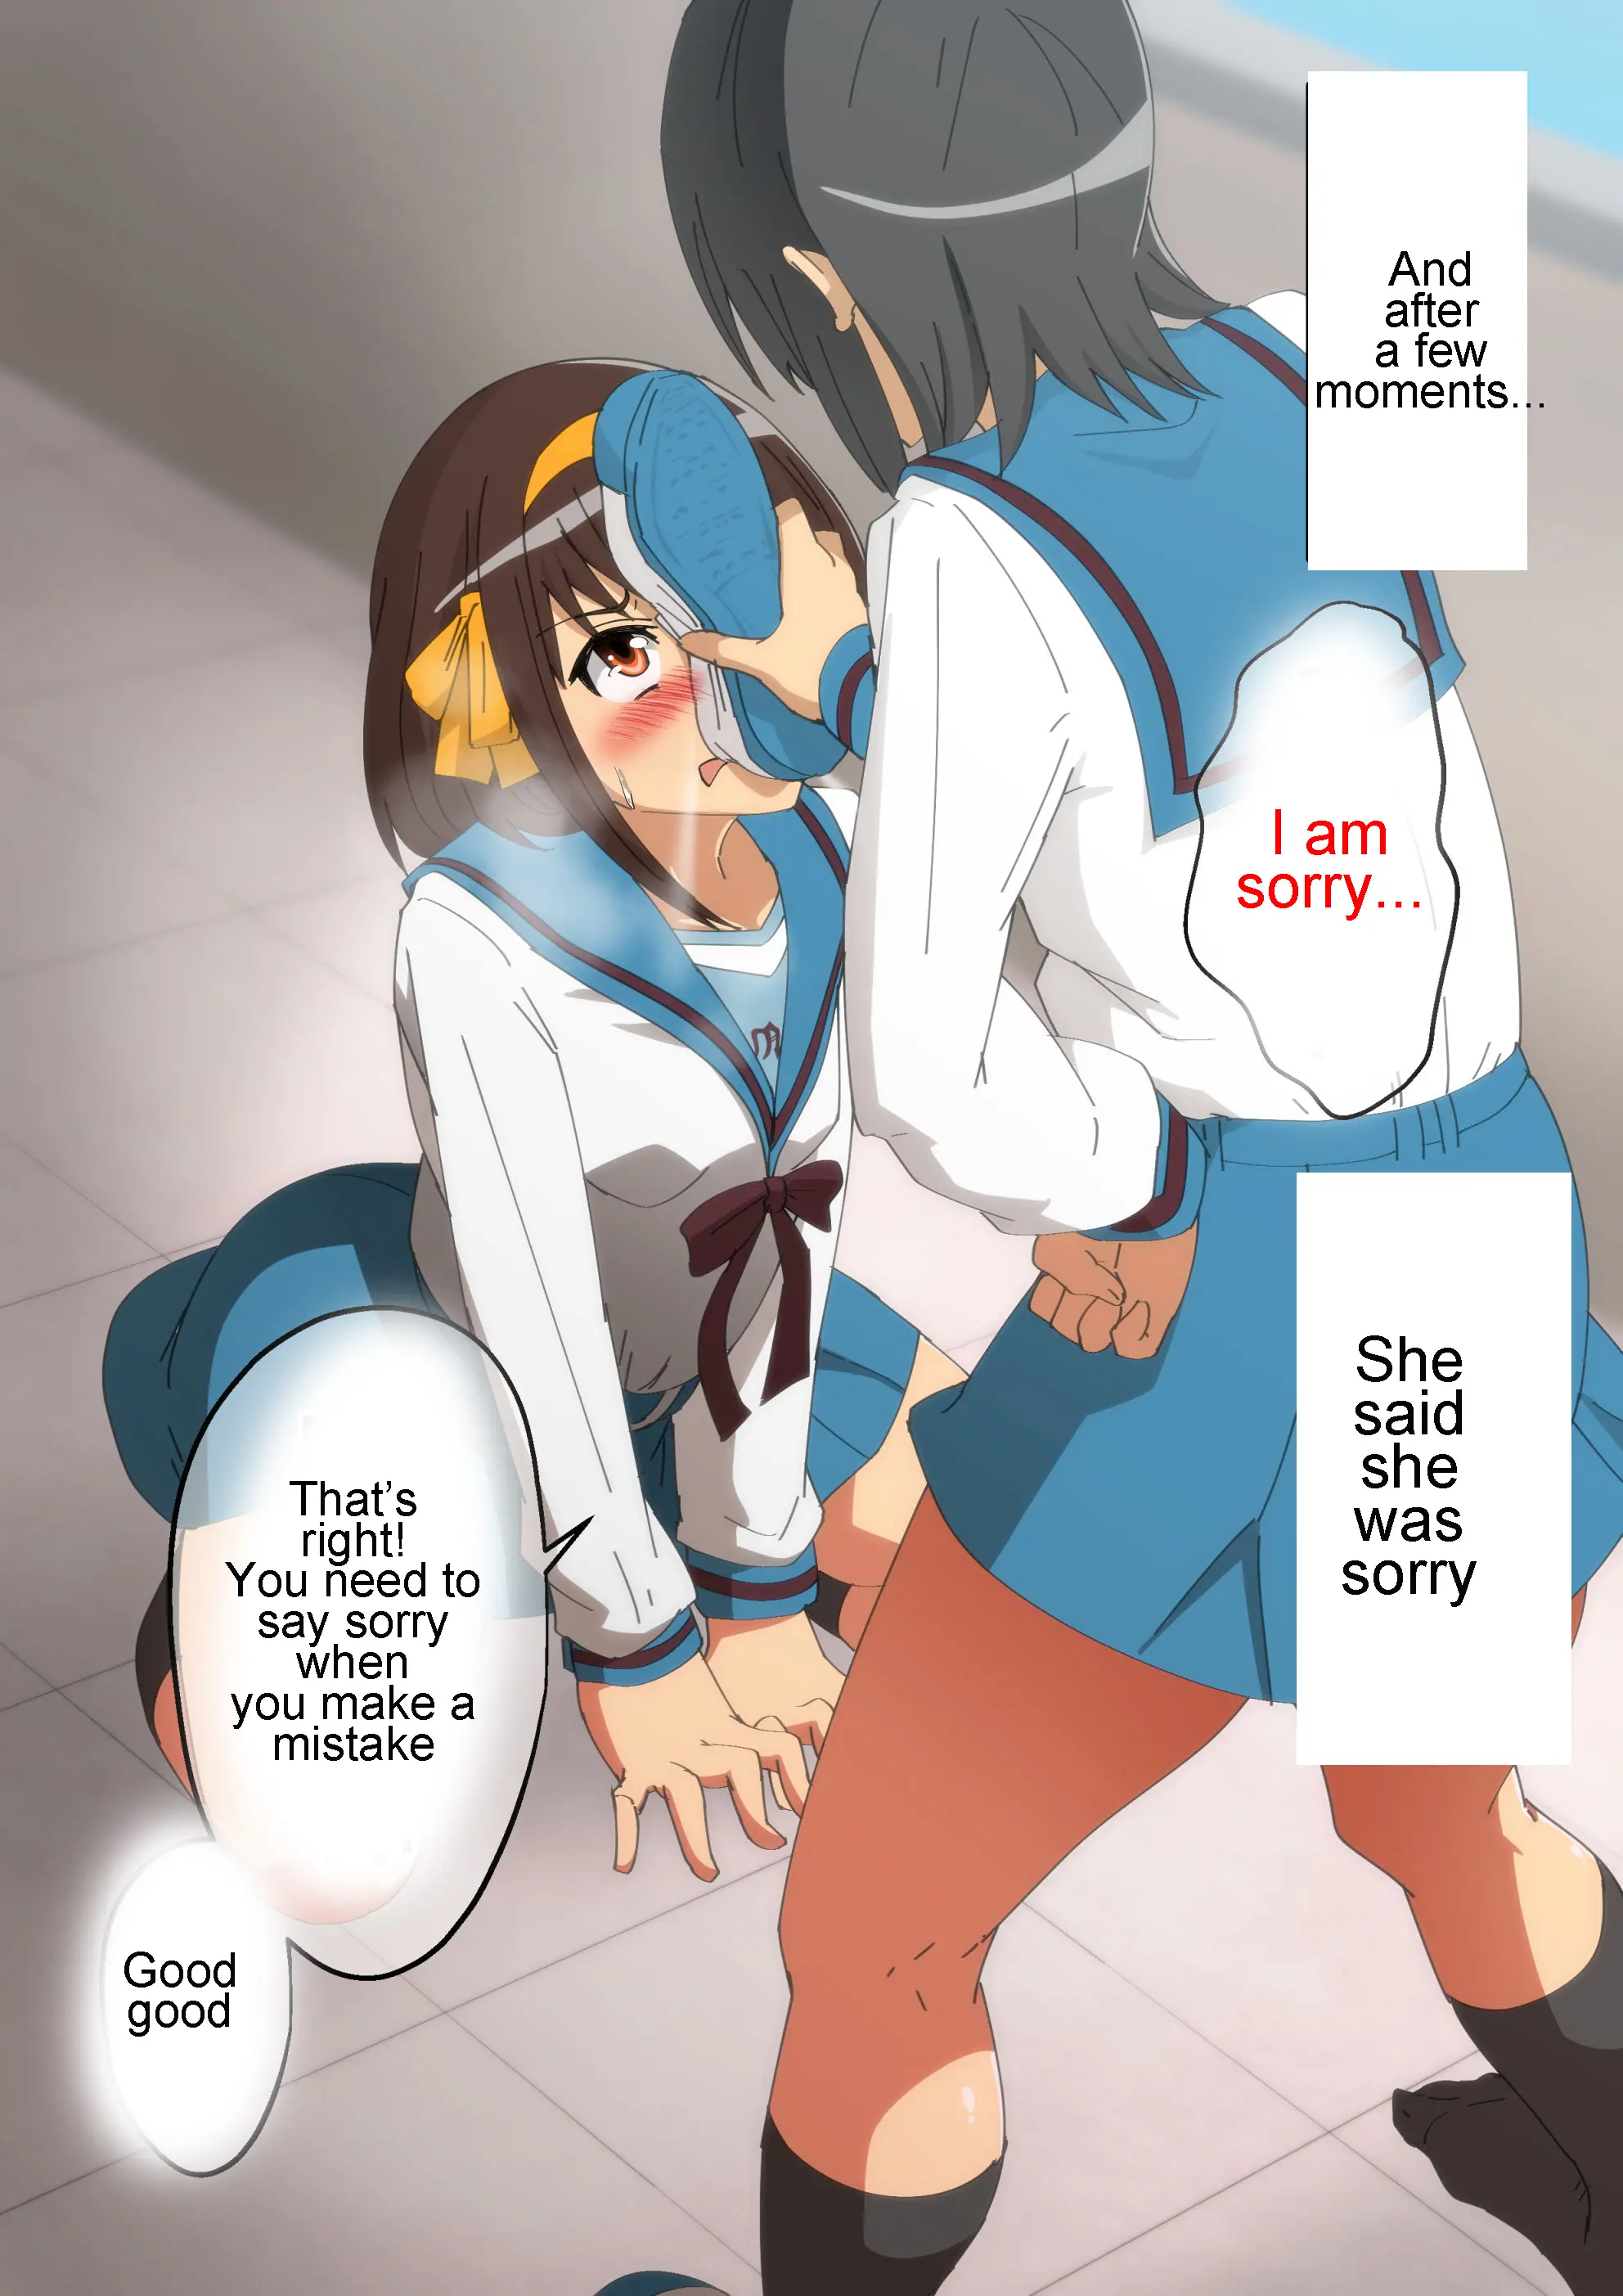 And
after
a few
moments...
I am
sorry...
She
said
she
was
sorry
That's
right!
You need to
say sorry
when
you make a
mistake
Good
good